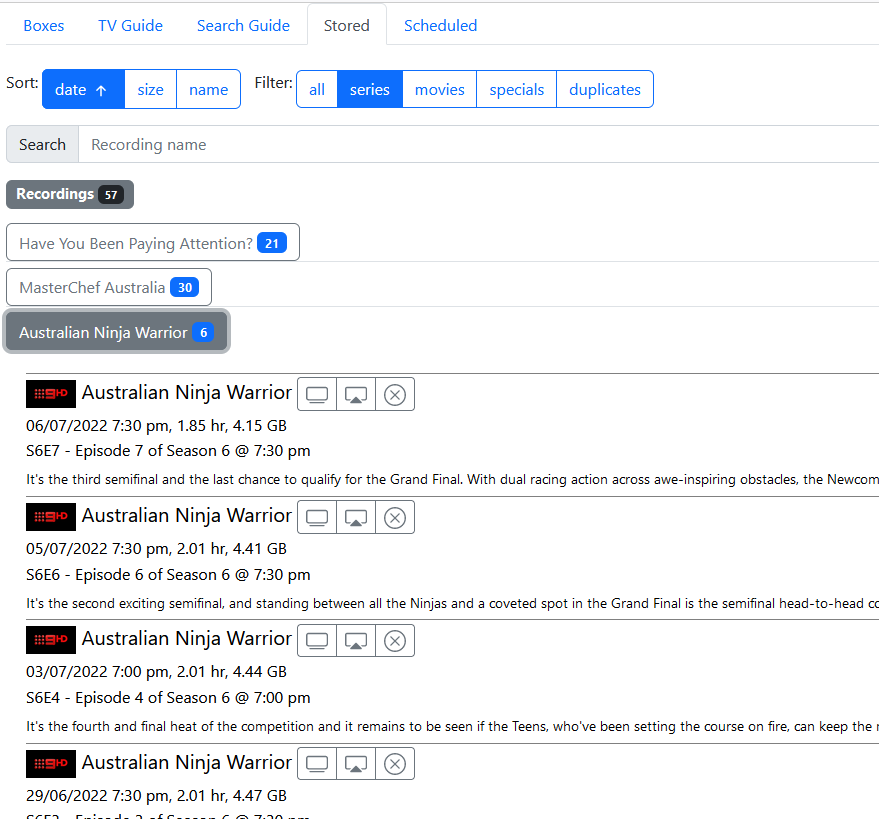 Boxes TV Guide Search Guide Stored Scheduled
Sort: date ↑ size name Filter: all series movies specials duplicates
Search Recording name
Recordings 57
Have You Been Paying Attention? 21
MasterChef Australia 30
Australian Ninja Warrior 6
9HD Australian Ninja Warrior
06/07/2022 7:30 pm, 1.85 hr, 4.15 GB
S6E7 - Episode 7 of Season 6 @ 7:30 pm
It's the third semifinal and the last chance to qualify for the Grand Final. With dual racing action across awe-inspiring obstacles, the Newcom
9HD Australian Ninja Warrior
05/07/2022 7:30 pm, 2.01 hr, 4.41 GB
S6E6 - Episode 6 of Season 6 @ 7:30 pm
It's the second exciting semifinal, and standing between all the Ninjas and a coveted spot in the Grand Final is the semifinal head-to-head co
9HD Australian Ninja Warrior
03/07/2022 7:00 pm, 2.01 hr, 4.44 GB
S6E4 - Episode 4 of Season 6 @ 7:00 pm
It's the fourth and final heat of the competition and it remains to be seen if the Teens, who've been setting the course on fire, can keep the
9HD Australian Ninja Warrior
29/06/2022 7:30 pm, 2.01 hr, 4.47 GB